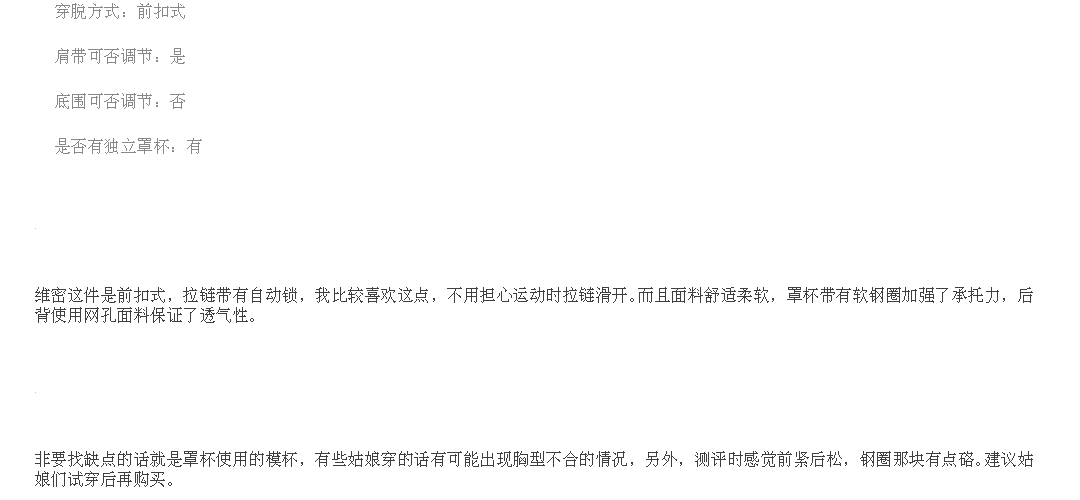 穿脱方式：前扣式
肩带可否调节：是
底围可否调节：否
是否有独立罩杯：有
维密这件是前扣式，拉链带有自动锁，我比较喜欢这点，不用担心运动时拉链滑开。而且面料舒适柔软，罩杯带有软钢圈加强了承托力，后
背使用网孔面料保证了透气性。
非要找缺点的话就是罩杯使用的模杯，有些姑娘穿的话有可能出现胸型不合的情况，另外，测评时感觉前紧后松，钢圈那块有点硌。建议姑
娘们试穿后再购买。